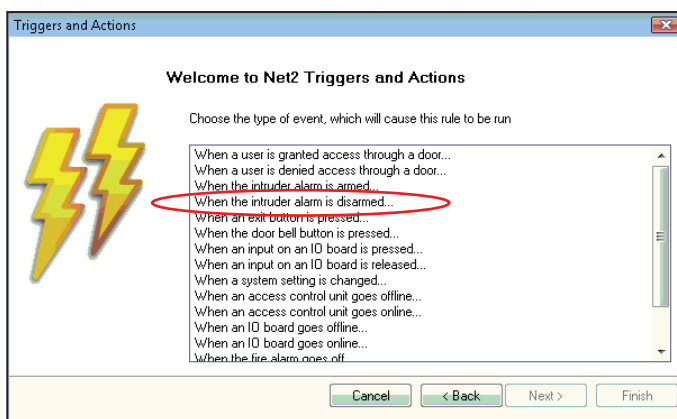 Triggers and Actions
Welcome to Net2 Triggers and Actions
Choose the type of event, which will cause this rule to be run
When a user is granted access through a door...
When a user is denied access through a door...
When the intruder alarm is armed...
When the intruder alarm is disarmed...
When an exit button is pressed...
When the door bell button is pressed...
When an input on an IO board is pressed...
When an input on an IO board is released...
When a system setting is changed...
When an access control unit goes offline...
When an access control unit goes online...
When an IO board goes offline...
When an IO board goes online...
When the fire alarm goes off
Cancel < Back Next > Finish